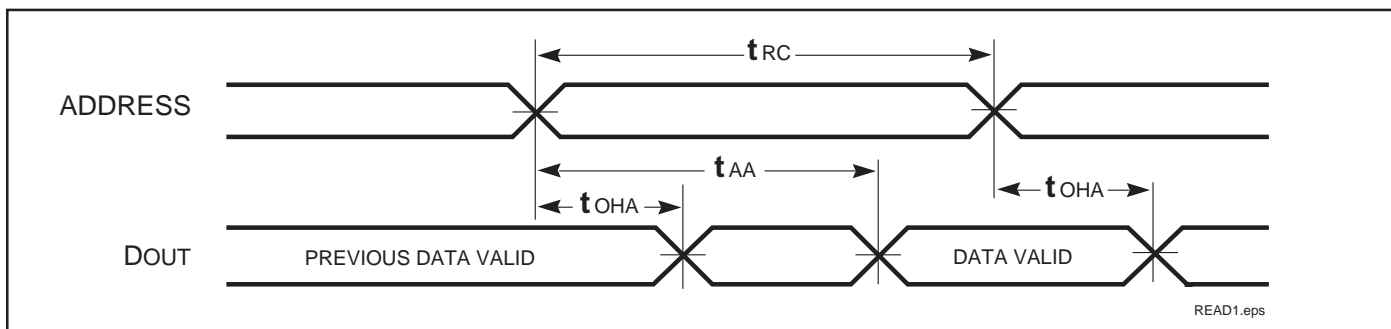 tRC
ADDRESS
tAA
tOHA
tOHA
DOUT
PREVIOUS DATA VALID
DATA VALID
READ1.eps